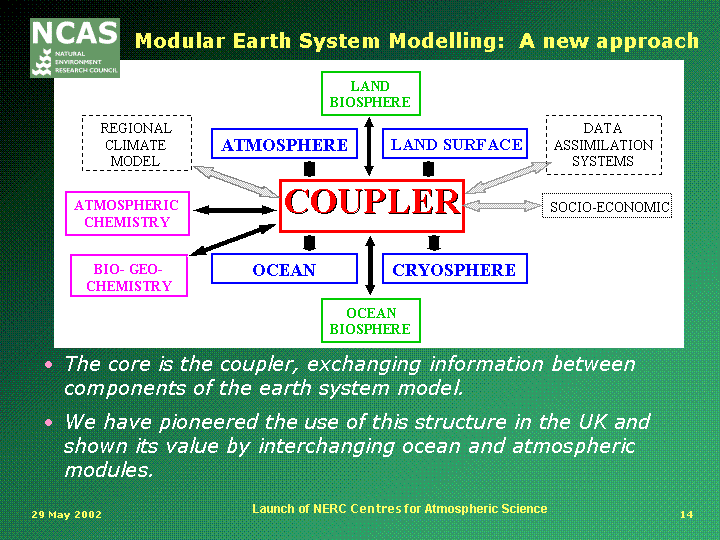 NCAS
NATURAL
ENVIRONMENT
RESEARCH COUNCIL
Modular Earth System Modelling: A new approach
LAND
BIOSPHERE
REGIONAL
CLIMATE
MODEL
ATMOSPHERE
LAND SURFACE
DATA
ASSIMILATION
SYSTEMS
ATMOSPHERIC
CHEMISTRY
COUPLER
SOCIO-ECONOMIC
BIO- GEO-
CHEMISTRY
OCEAN
CRYOSPHERE
OCEAN
BIOSPHERE
• The core is the coupler, exchanging information between
components of the earth system model.
• We have pioneered the use of this structure in the UK and
shown its value by interchanging ocean and atmospheric
modules.
29 May 2002
Launch of NERC Centres for Atmospheric Science
14